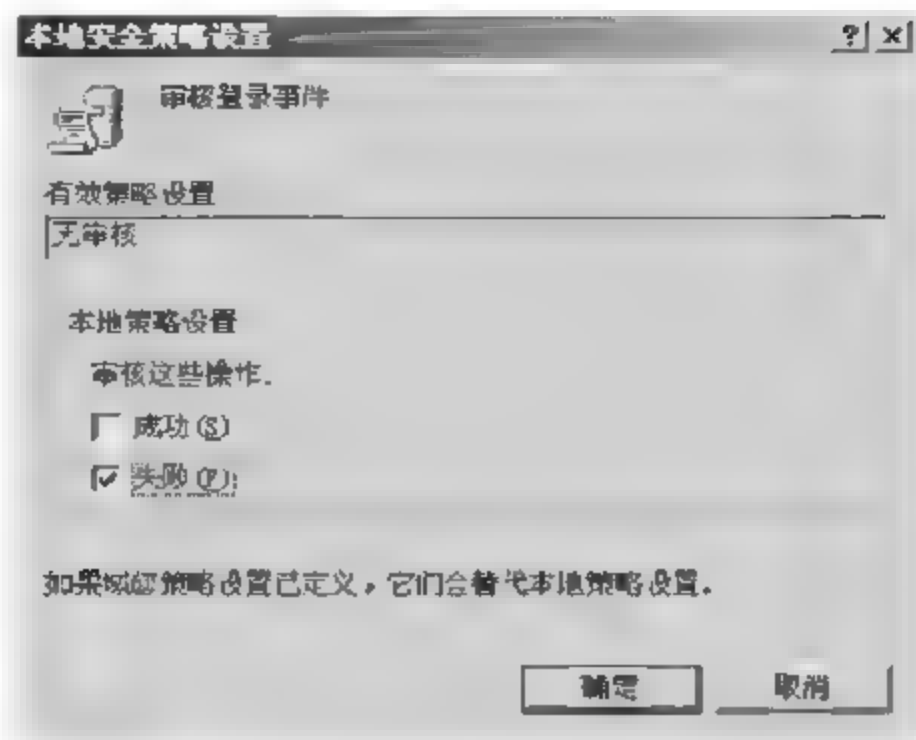 本地安全策略设置
审核登录事件
有效策略设置
无审核
本地策略设置
审核这些操作.
成功(S)
失败(F):
如果域级策略设置已定义，它们会替代本地策略设置。
确定
取消